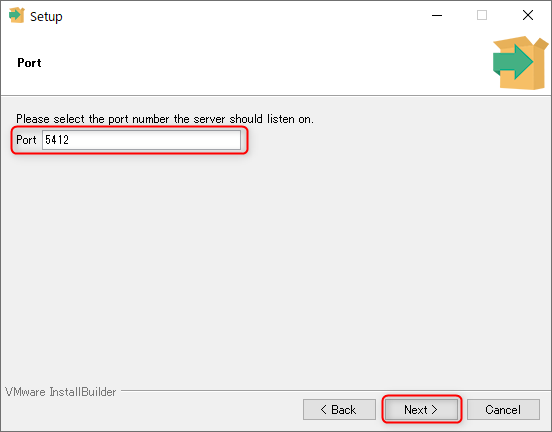 Setup
Port
Please select the port number the server should listen on.
Port 5412
VMware InstallBuilder
< Back Next > Cancel